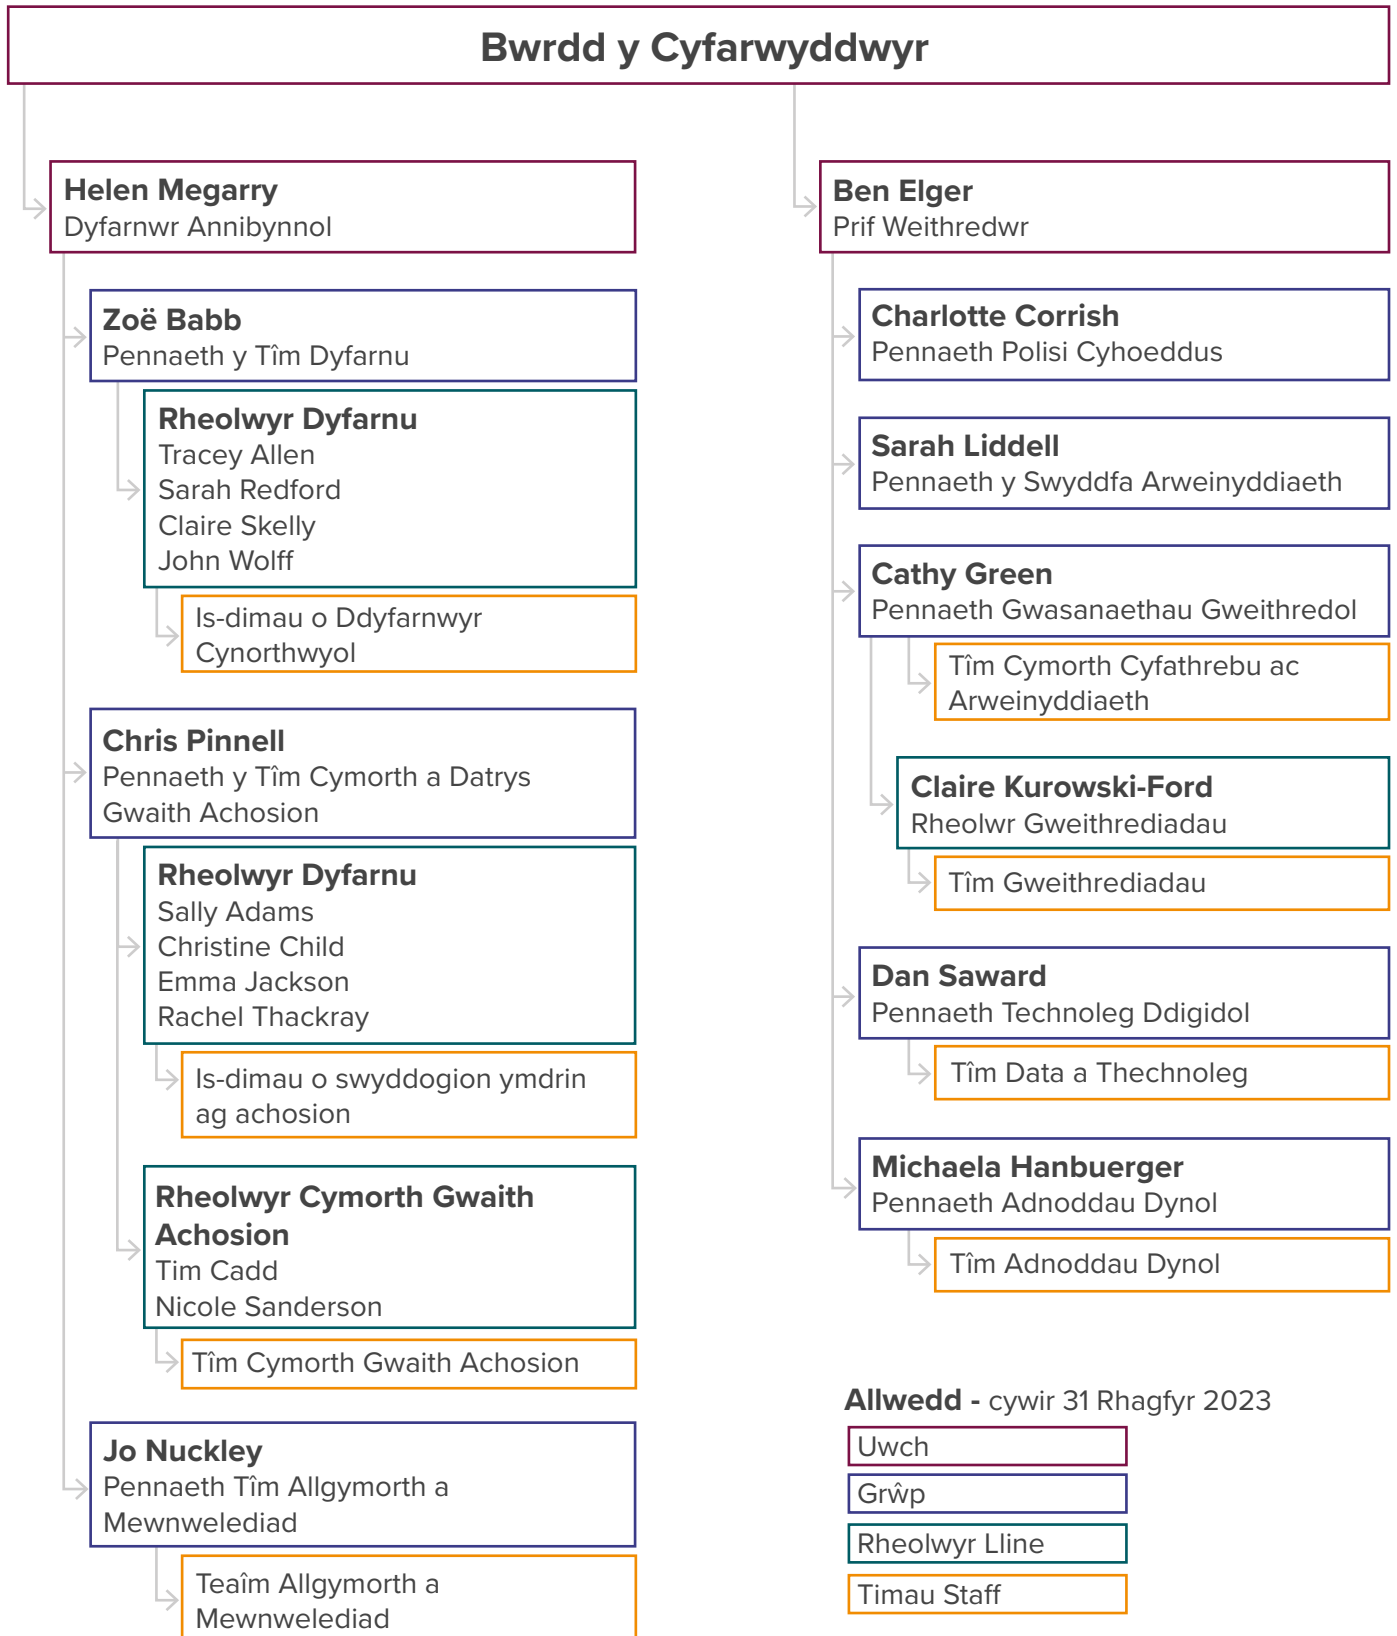 Bwrdd y Cyfarwyddwyr
Helen Megarry
Dyfarnwr Annibynnol
Zoë Babb
Pennaeth y Tîm Dyfarnu
Rheolwyr Dyfarnu
Tracey Allen
Sarah Redford
Claire Skelly
John Wolff
Is-dimau o Ddyfarnwyr
Cynorthwyol
Chris Pinnell
Pennaeth y Tîm Cymorth a Datrys
Gwaith Achosion
Rheolwyr Dyfarnu
Sally Adams
Christine Child
Emma Jackson
Rachel Thackray
Is-dimau o swyddogion ymdrin
ag achosion
Rheolwyr Cymorth Gwaith
Achosion
Tim Cadd
Nicole Sanderson
Tîm Cymorth Gwaith Achosion
Jo Nuckley
Pennaeth Tîm Allgymorth a
Mewnwelediad
Teaîm Allgymorth a
Mewnwelediad
Ben Elger
Prif Weithredwr
Charlotte Corrish
Pennaeth Polisi Cyhoeddus
Sarah Liddell
Pennaeth y Swyddfa Arweinyddiaeth
Cathy Green
Pennaeth Gwasanaethau Gweithredol
Tîm Cymorth Cyfathrebu ac
Arweinyddiaeth
Claire Kurowski-Ford
Rheolwr Gweithrediadau
Tîm Gweithrediadau
Dan Saward
Pennaeth Technoleg Ddigidol
Tîm Data a Thechnoleg
Michaela Hanbuerger
Pennaeth Adnoddau Dynol
Tîm Adnoddau Dynol
Allwedd - cywir 31 Rhagfyr 2023
Uwch
Grŵp
Rheolwyr Lline
Timau Staff